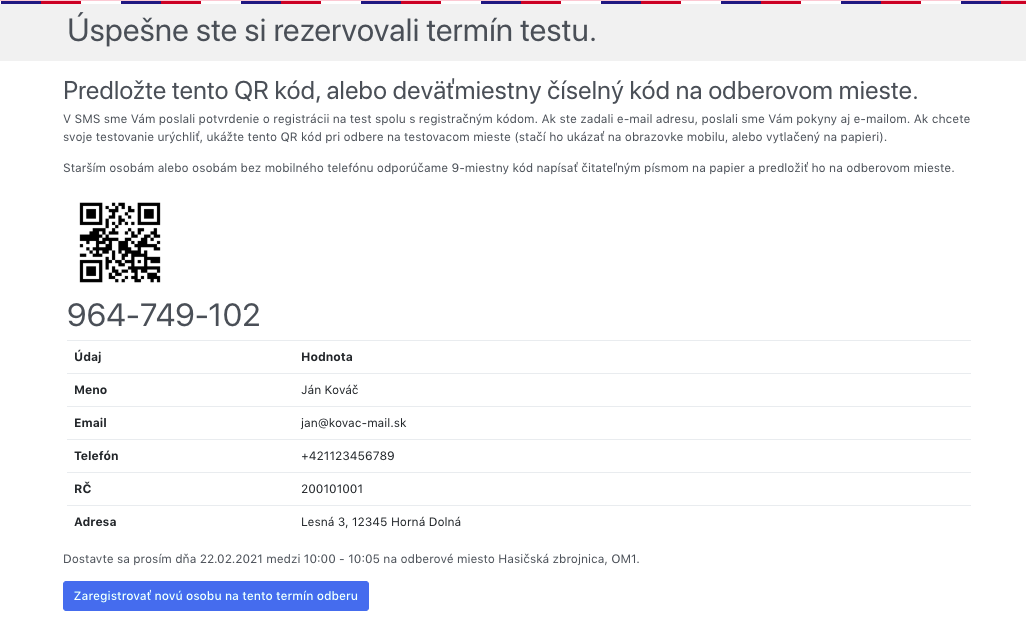 Úspešne ste si rezervovali termín testu.
Predložte tento QR kód, alebo deväťmiestny číselný kód na odberovom mieste.
V SMS sme Vám poslali potvrdenie o registrácii na test spolu s registračným kódom. Ak ste zadali e-mail adresu, poslali sme Vám pokyny aj e-mailom. Ak chcete
svoje testovanie urýchliť, ukážte tento QR kód pri odbere na testovacom mieste (stačí ho ukázať na obrazovke mobilu, alebo vytlačený na papieri).
Starším osobám alebo osobám bez mobilného telefónu odporúčame 9-miestny kód napísať čitateľným písmom na papier a predložiť ho na odberovom mieste.
964-749-102
Údaj Hodnota
Meno Ján Kováč
Email jan@kovac-mail.sk
Telefón +421123456789
RČ 200101001
Adresa Lesná 3, 12345 Horná Dolná
Dostavte sa prosím dňa 22.02.2021 medzi 10:00 - 10:05 na odberové miesto Hasičská zbrojnica, OM1.
Zaregistrovať novú osobu na tento termín odberu